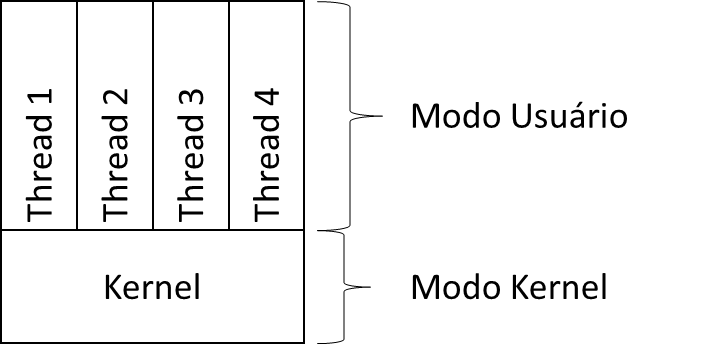 Thread 1
Thread 2
Thread 3
Thread 4
Modo Usuário
Kernel
Modo Kernel